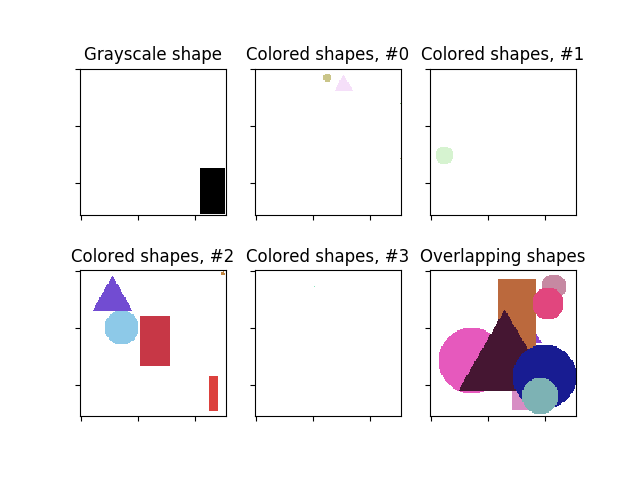 Grayscale shape
Colored shapes, #0
Colored shapes, #1
Colored shapes, #2
Colored shapes, #3
Overlapping shapes